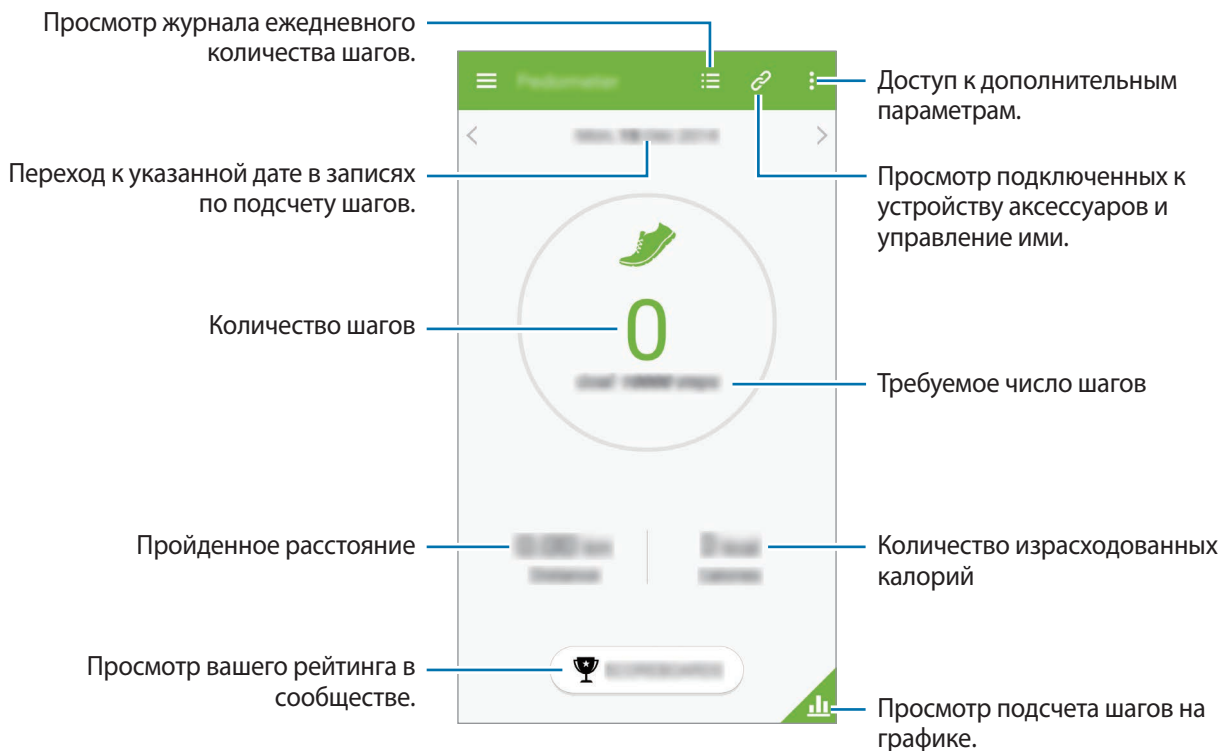 Просмотр журнала ежедневного
количества шагов.
Доступ к дополнительным
параметрам.
Переход к указанной дате в записях
по подсчету шагов.
Просмотр подключенных к
устройству аксессуаров и
управление ими.
Количество шагов
0
Требуемое число шагов
Пройденное расстояние
Количество израсходованных
калорий
Просмотр вашего рейтинга в
сообществе.
Просмотр подсчета шагов на
графике.